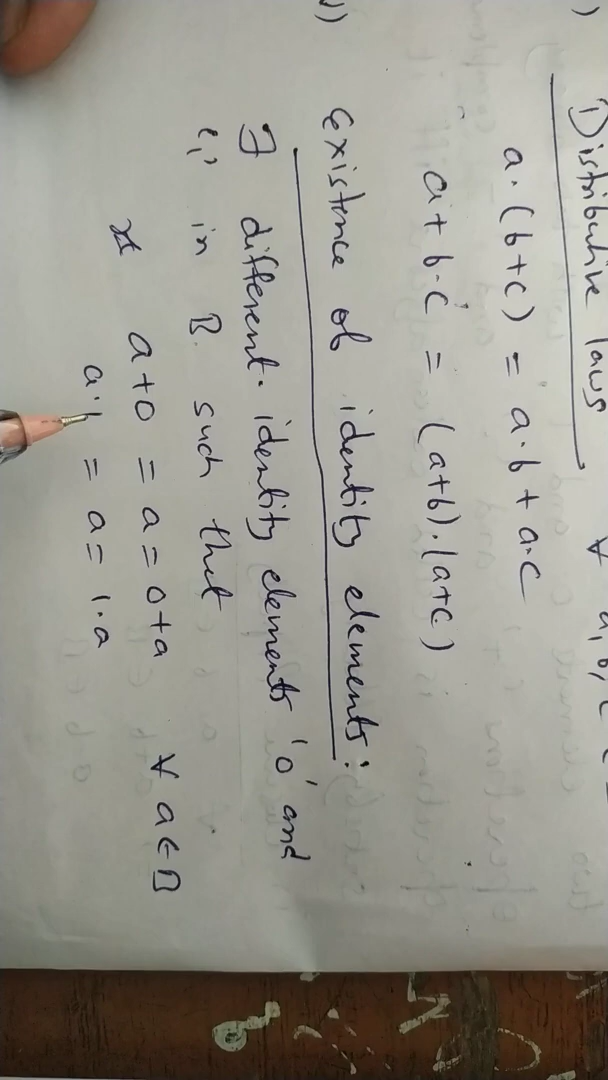 Distributive laws ∀ a, b, c
a·(b+c) = a·b + a·c
a + b·c = (a+b)·(a+c)
Existence of identity elements:
∃ different identity elements '0' and
'1' in B such that
a+0 = a = 0+a ∀ a ∈ B
a·1 = a = 1·a